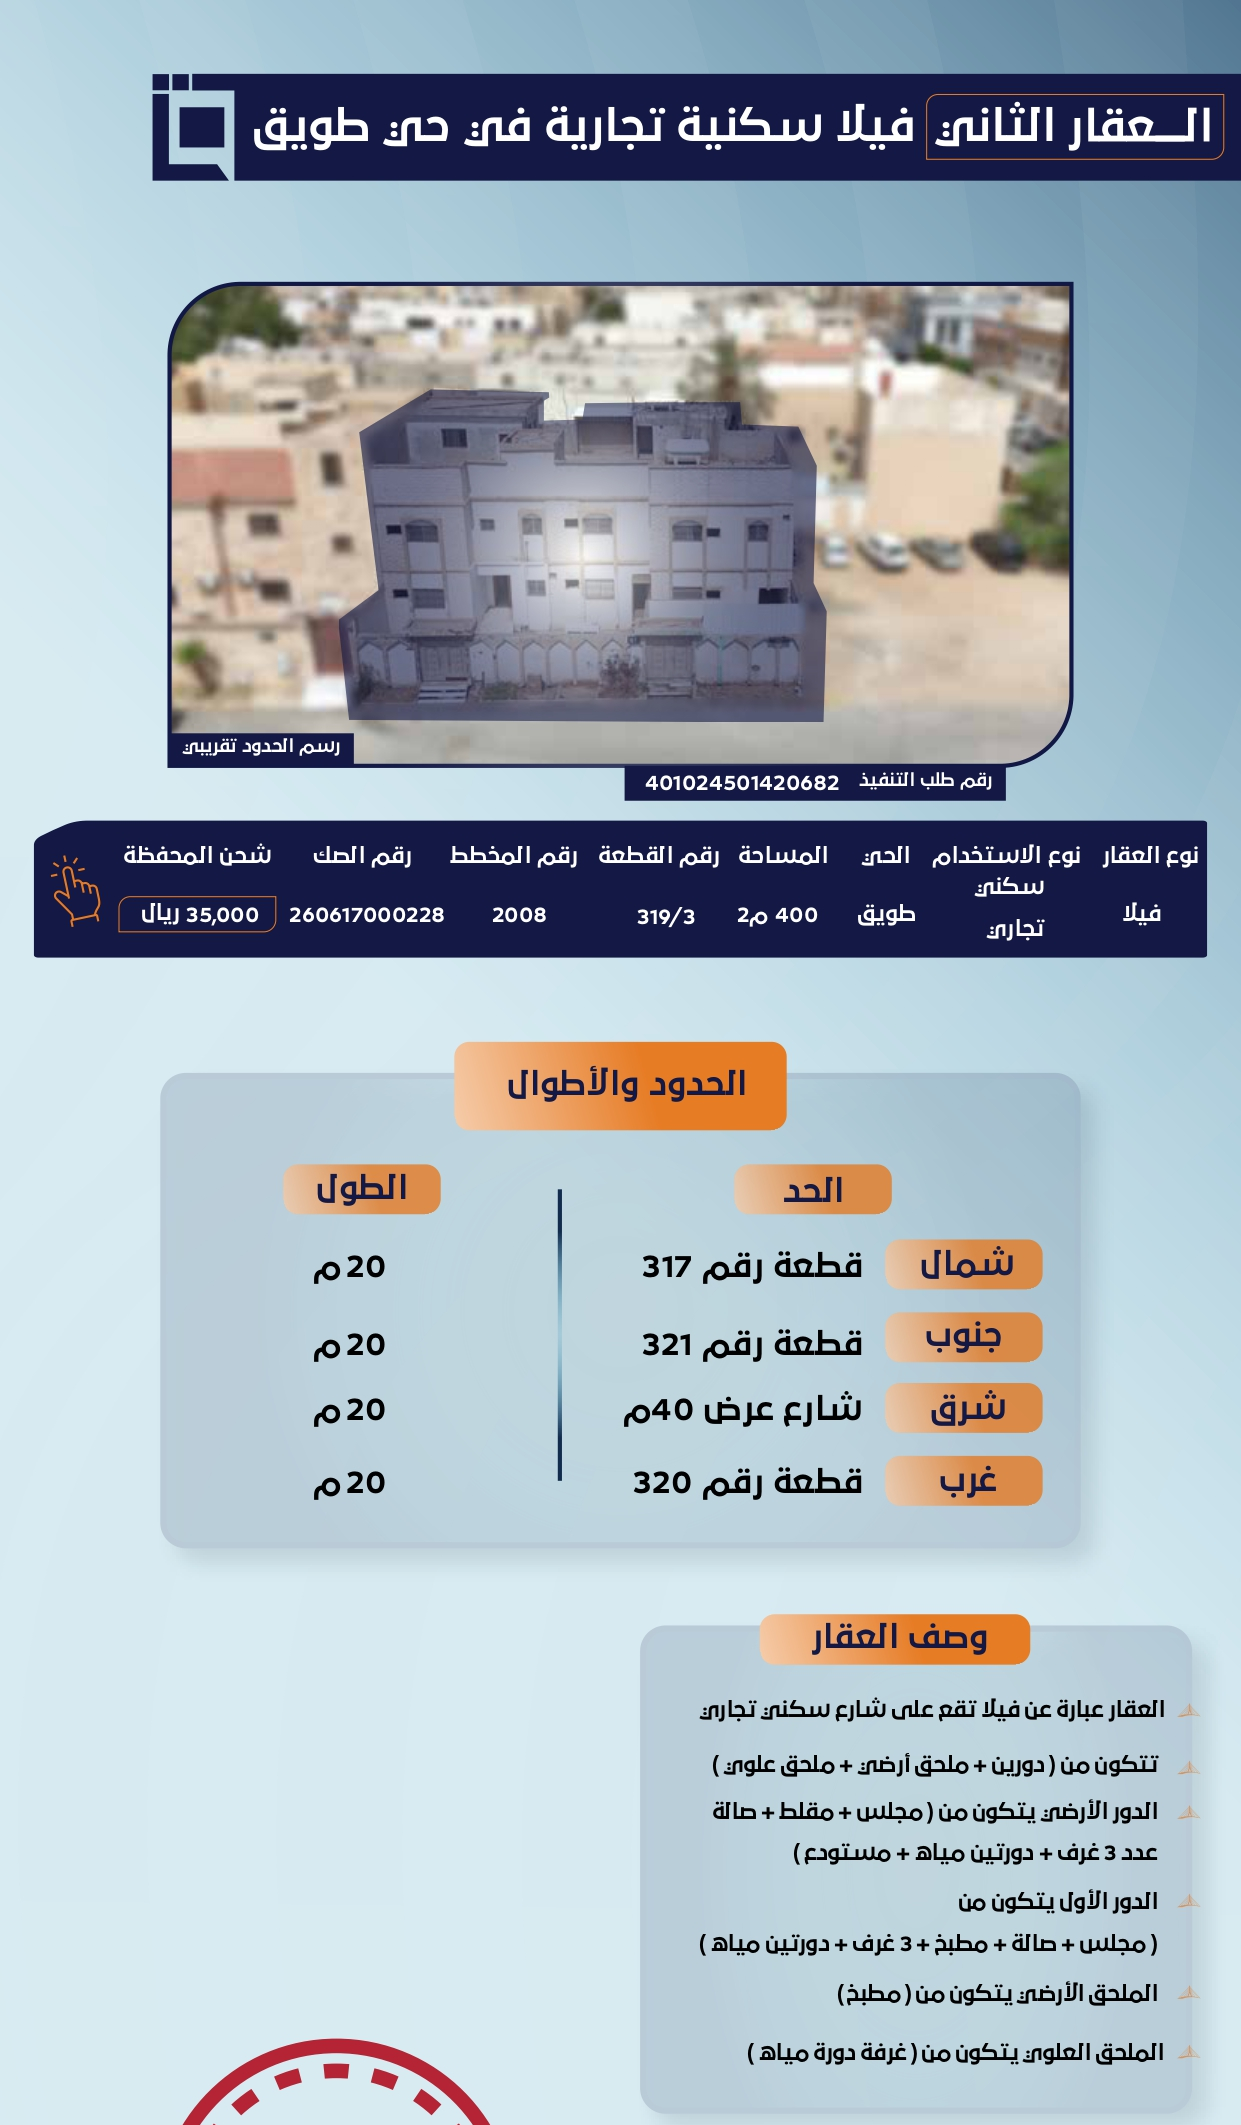 العقار الثاني فيلا سكنية تجارية في حي طويق
رسم الحدود تقريبي
رقم طلب التنفيذ 401024501420682
نوع العقار نوع الاستخدام الحي المساحة رقم القطعة رقم المخطط رقم الصك شحن المحفظة
سكني
فيلا طويق 400 م2 319/3 2008 260617000228 35,000 ريال
تجاري
الحدود والأطوال
الحد الطول
شمال قطعة رقم 317 20 م
جنوب قطعة رقم 321 20 م
شرق شارع عرض 40م 20 م
غرب قطعة رقم 320 20 م
وصف العقار
العقار عبارة عن فيلا تقع على شارع سكني تجاري
تتكون من ( دورين + ملحق أرضي + ملحق علوي )
الدور الأرضي يتكون من ( مجلس + مقلط + صالة
عدد 3 غرف + دورتين مياه + مستودع )
الدور الأول يتكون من
( مجلس + صالة + مطبخ + 3 غرف + دورتين مياه )
الملحق الأرضي يتكون من ( مطبخ )
الملحق العلوي يتكون من ( غرفة دورة مياه )